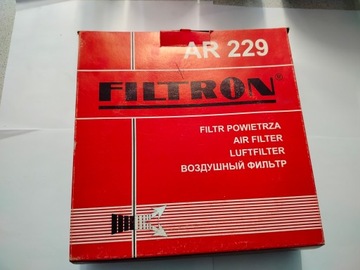 AR 229
FILTRON®
FILTR POWIETRZA
AIR FILTER
LUFTFILTER
ВОЗДУШНЫЙ ФИЛЬТР